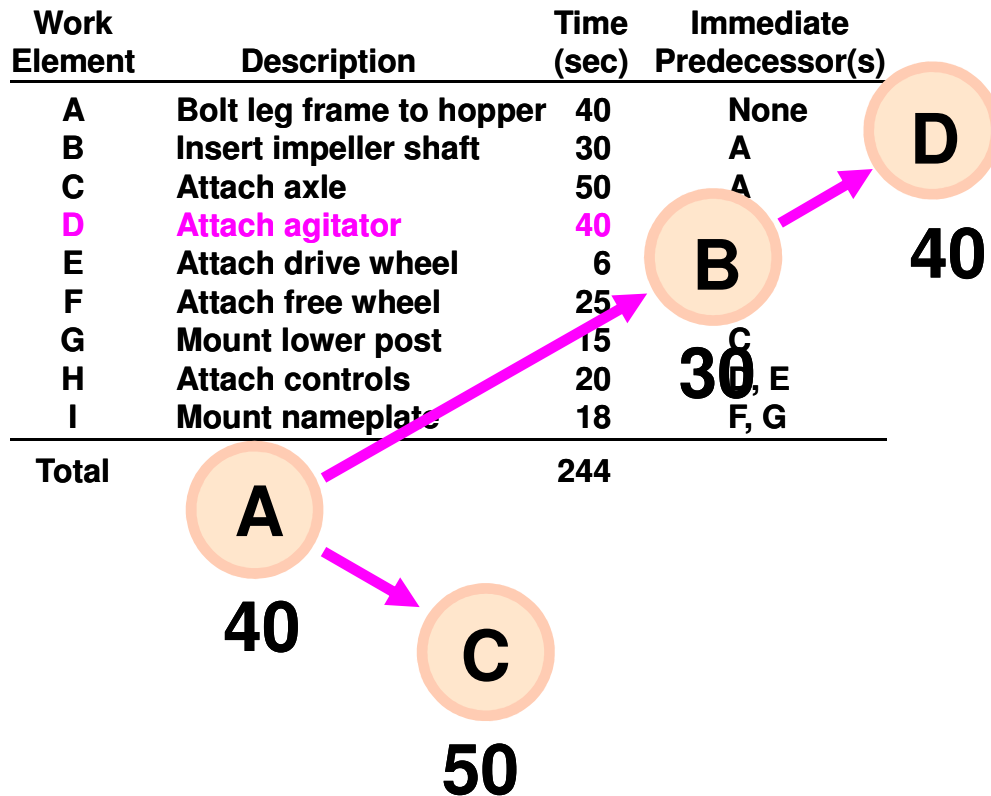 Work Time Immediate
Element Description (sec) Predecessor(s)
A Bolt leg frame to hopper 40 None
B Insert impeller shaft 30 A
C Attach axle 50 A
D Attach agitator 40
E Attach drive wheel 6
F Attach free wheel 25
G Mount lower post 15 C
H Attach controls 20 D, E
I Mount nameplate 18 F, G
Total 244
D
40
B
30
A
40
C
50